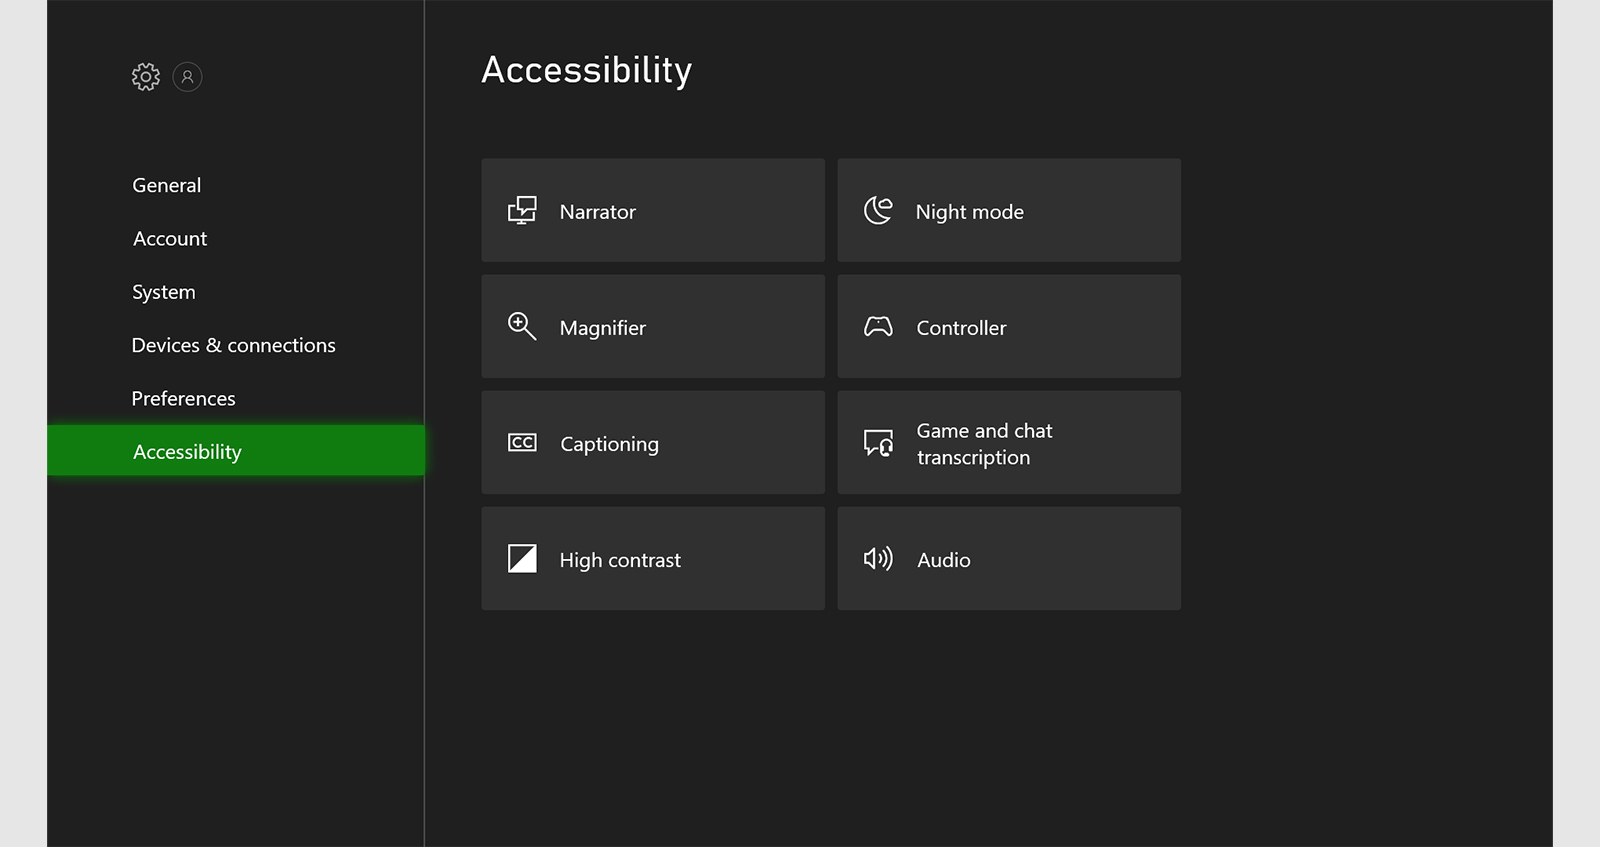 Accessibility
General
Account
System
Devices & connections
Preferences
Accessibility
Narrator
Night mode
Magnifier
Controller
CC
Captioning
Game and chat
transcription
High contrast
Audio